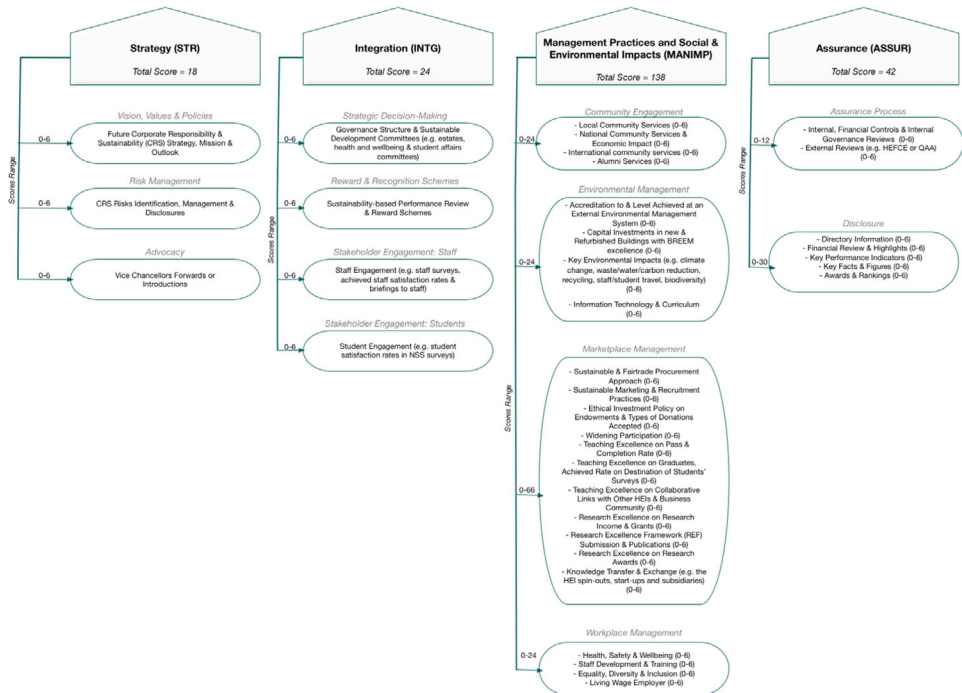 Strategy (STR)
Total Score = 18
Scores Range
Vision, Values & Policies
0-6
Future Corporate Responsibility &
Sustainability (CRS) Strategy, Mission &
Outlook
Risk Management
0-6
CRS Risks Identification, Management &
Disclosures
Advocacy
0-6
Vice Chancellors Forwards or
Introductions
Integration (INTG)
Total Score = 24
Scores Range
Strategic Decision-Making
0-6
Governance Structure & Sustainable
Development Committees (e.g. estates,
health and wellbeing & student affairs
committees)
Reward & Recognition Schemes
0-6
Sustainability-based Performance Review
& Reward Schemes
Stakeholder Engagement: Staff
0-6
Staff Engagement (e.g. staff surveys,
achieved staff satisfaction rates &
briefings to staff)
Stakeholder Engagement: Students
0-6
Student Engagement (e.g. student
satisfaction rates in NSS surveys)
Management Practices and Social &
Environmental Impacts (MANIMP)
Total Score = 138
Scores Range
Community Engagement
0-24
- Local Community Services (0-6)
- National Community Services &
Economic Impact (0-6)
- International community services (0-6)
- Alumni Services (0-6)
Environmental Management
0-24
- Accreditation to & Level Achieved at an
External Environmental Management
System (0-6)
- Capital Investments in new &
Refurbished Buildings with BREEM
excellence (0-6)
- Key Environmental Impacts (e.g. climate
change, waste/water/carbon reduction,
recycling, staff/student travel, biodiversity)
(0-6)
- Information Technology & Curriculum
(0-6)
Marketplace Management
0-66
- Sustainable & Fairtrade Procurement
Approach (0-6)
- Sustainable Marketing & Recruitment
Practices (0-6)
- Ethical Investment Policy on
Endowments & Types of Donations
Accepted (0-6)
- Widening Participation (0-6)
- Teaching Excellence on Pass &
Completion Rate (0-6)
- Teaching Excellence on Graduates,
Achieved Rate on Destination of Students'
Surveys (0-6)
- Teaching Excellence on Collaborative
Links with Other HEIs & Business
Community (0-6)
- Research Excellence on Research
Income & Grants (0-6)
- Research Excellence Framework (REF)
Submission & Publications (0-6)
- Research Excellence on Research
Awards (0-6)
- Knowledge Transfer & Exchange (e.g. the
HEI spin-outs, start-ups and subsidiaries)
(0-6)
Workplace Management
0-24
- Health, Safety & Wellbeing (0-6)
- Staff Development & Training (0-6)
- Equality, Diversity & Inclusion (0-6)
- Living Wage Employer (0-6)
Assurance (ASSUR)
Total Score = 42
Scores Range
Assurance Process
0-12
- Internal, Financial Controls & Internal
Governance Reviews (0-6)
- External Reviews (e.g. HEFCE or QAA)
(0-6)
Disclosure
0-30
- Directory Information (0-6)
- Financial Review & Highlights (0-6)
- Key Performance Indicators (0-6)
- Key Facts & Figures (0-6)
- Awards & Rankings (0-6)